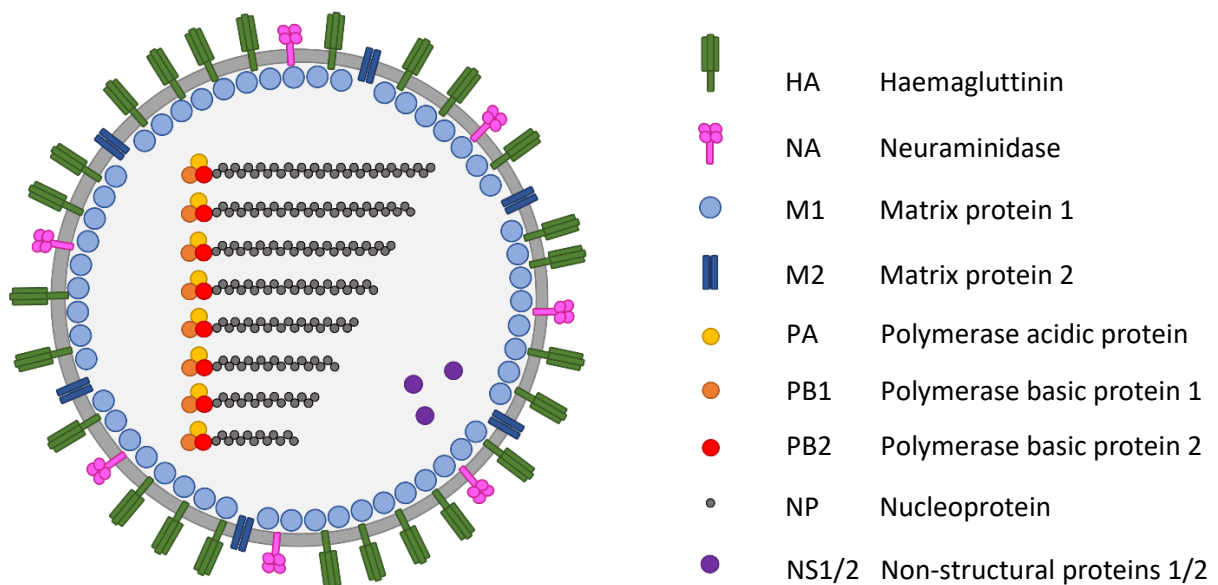 HA Haemagluttinin
NA Neuraminidase
M1 Matrix protein 1
M2 Matrix protein 2
PA Polymerase acidic protein
PB1 Polymerase basic protein 1
PB2 Polymerase basic protein 2
NP Nucleoprotein
NS1/2 Non-structural proteins 1/2